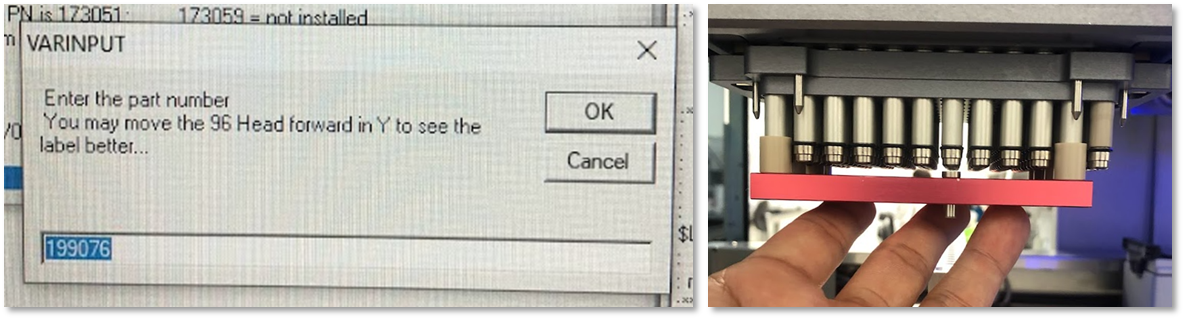 PN is 173051; 173059 = not installed
VARINPUT
Enter the part number
You may move the 96 Head forward in Y to see the
label better...
OK
Cancel
199076